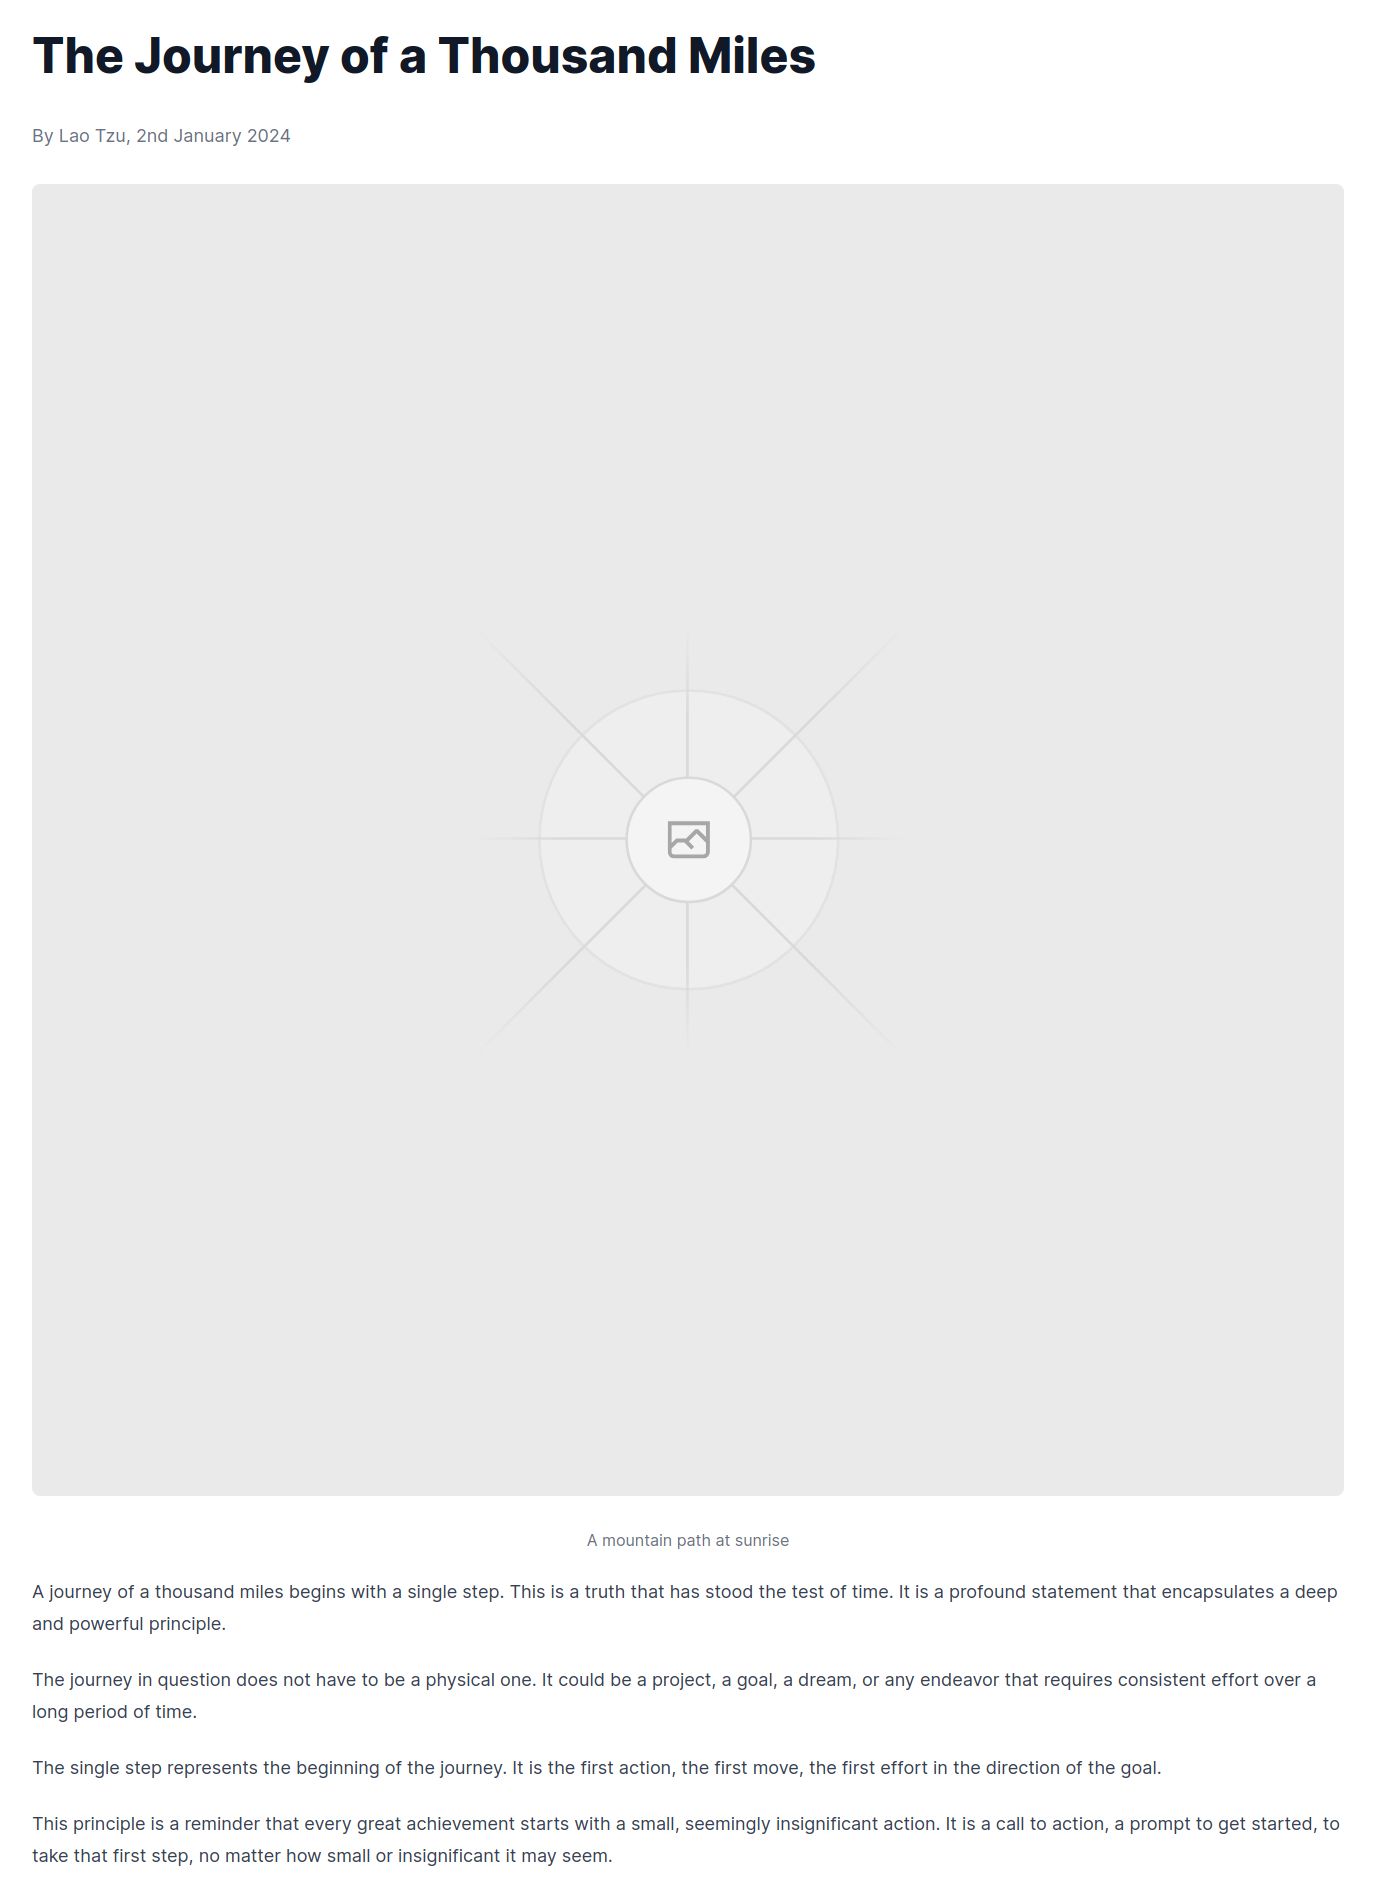 The Journey of a Thousand Miles
By Lao Tzu, 2nd January 2024
A mountain path at sunrise
A journey of a thousand miles begins with a single step. This is a truth that has stood the test of time. It is a profound statement that encapsulates a deep
and powerful principle.
The journey in question does not have to be a physical one. It could be a project, a goal, a dream, or any endeavor that requires consistent effort over a
long period of time.
The single step represents the beginning of the journey. It is the first action, the first move, the first effort in the direction of the goal.
This principle is a reminder that every great achievement starts with a small, seemingly insignificant action. It is a call to action, a prompt to get started, to
take that first step, no matter how small or insignificant it may seem.